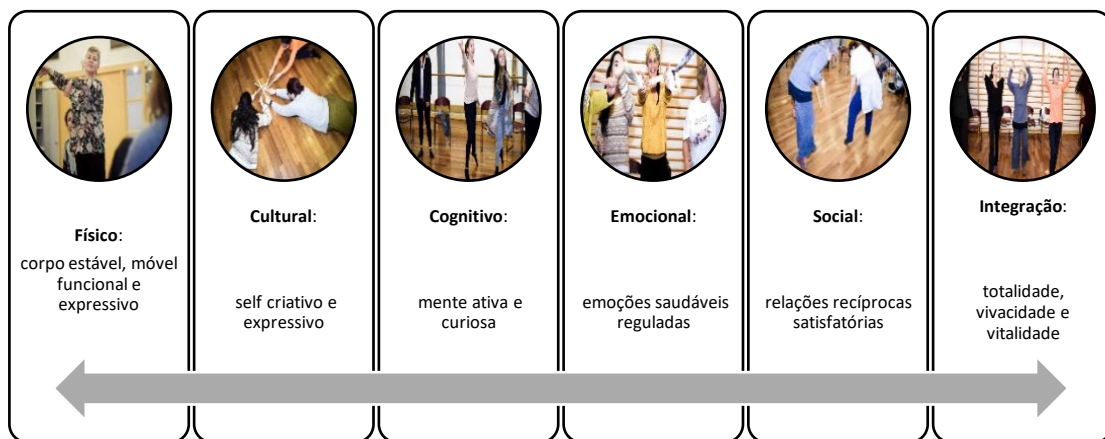 Físico:
corpo estável, móvel
funcional e
expressivo
Cultural:
self criativo e
expressivo
Cognitivo:
mente ativa e
curiosa
Emocional:
emoções saudáveis
reguladas
Social:
relações recíprocas
satisfatórias
Integração:
totalidade,
vivacidade e
vitalidade